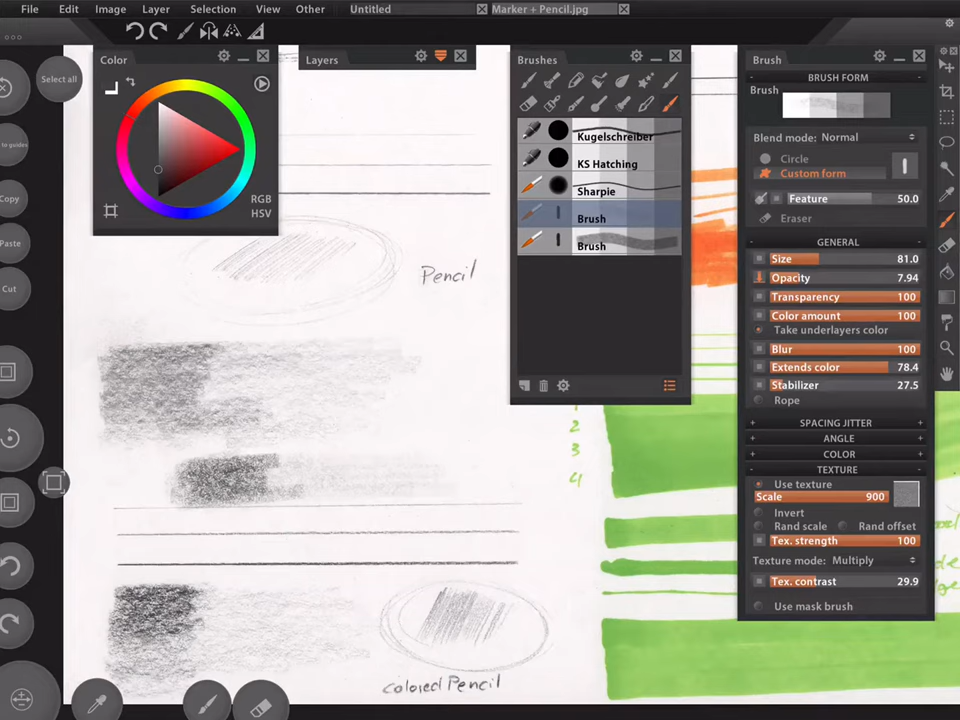 File Edit Image Layer Selection View Other Untitled Marker + Pencil.jpg
Select all
to guides
Copy
Paste
Cut
Color
RGB
HSV
Layers
Brushes
Kugelschreiber
KS Hatching
Sharpie
Brush
Brush
Brush
BRUSH FORM
Brush
Blend mode: Normal
Circle
Custom form
Feature 50.0
Eraser
GENERAL
Size 81.0
Opacity 7.94
Transparency 100
Color amount 100
Take underlayers color
Blur 100
Extends color 78.4
Stabilizer 27.5
Rope
SPACING JITTER
ANGLE
COLOR
TEXTURE
Use texture
Scale 900
Invert
Rand scale Rand offset
Tex. strength 100
Texture mode: Multiply
Tex. contrast 29.9
Use mask brush
Pencil
2
3
4
Colored Pencil